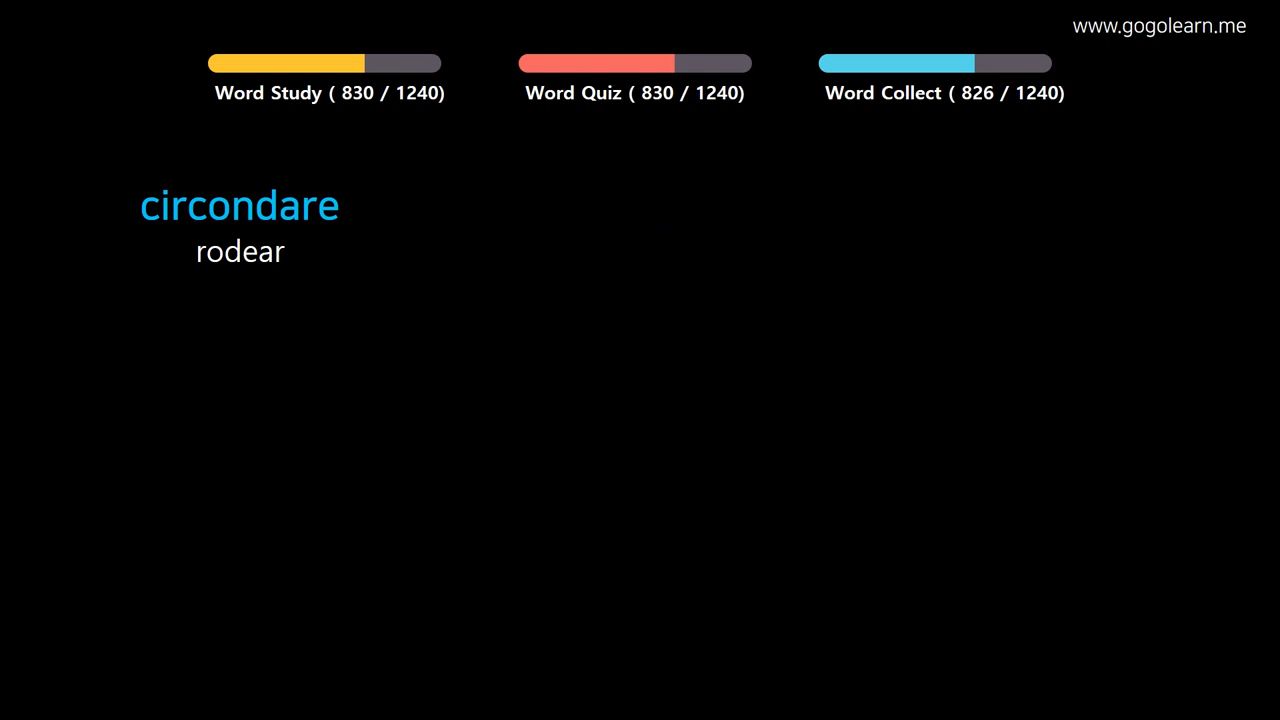 www.gogolearn.me
Word Study ( 830 / 1240)
Word Quiz ( 830 / 1240)
Word Collect ( 826 / 1240)
circondare
rodear